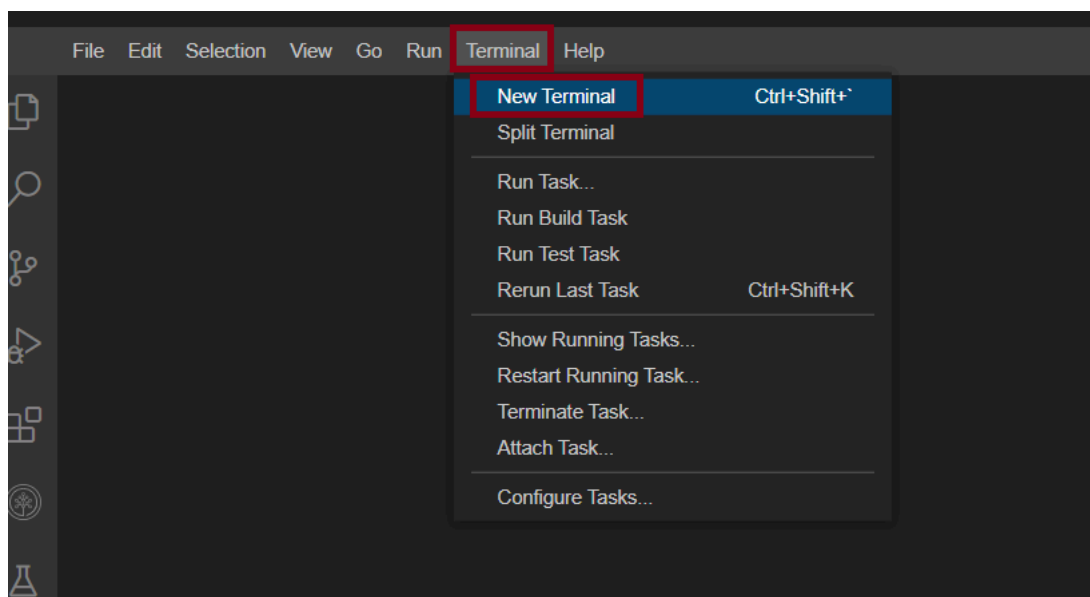 File Edit Selection View Go Run Terminal Help
New Terminal Ctrl+Shift+`
Split Terminal
Run Task...
Run Build Task
Run Test Task
Rerun Last Task Ctrl+Shift+K
Show Running Tasks...
Restart Running Task...
Terminate Task...
Attach Task...
Configure Tasks...